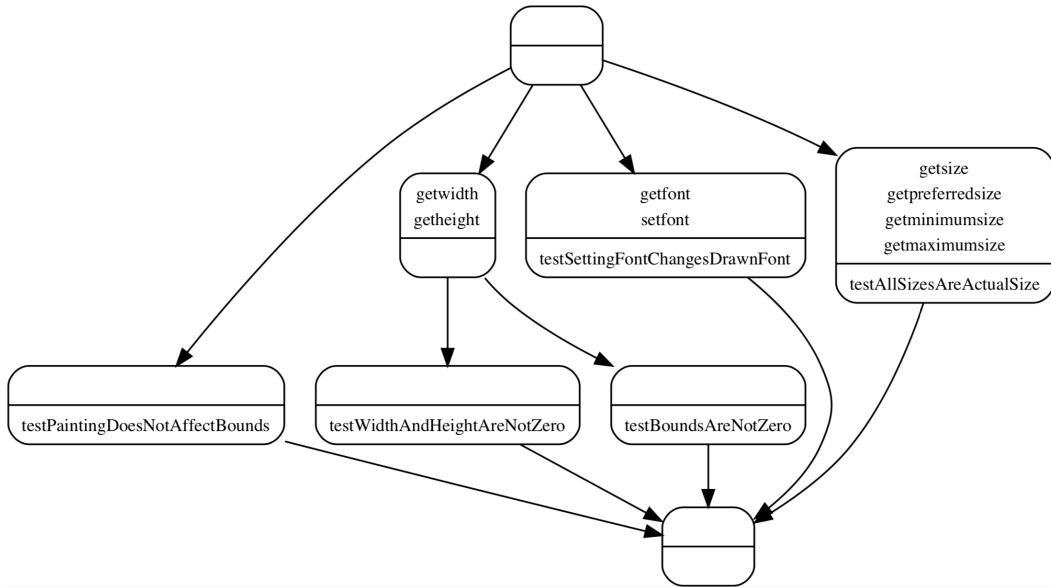 getwidth
getheight
getfont
setfont
testSettingFontChangesDrawnFont
getsize
getpreferredsize
getminimumsize
getmaximumsize
testAllSizesAreActualSize
testPaintingDoesNotAffectBounds
testWidthAndHeightAreNotZero
testBoundsAreNotZero